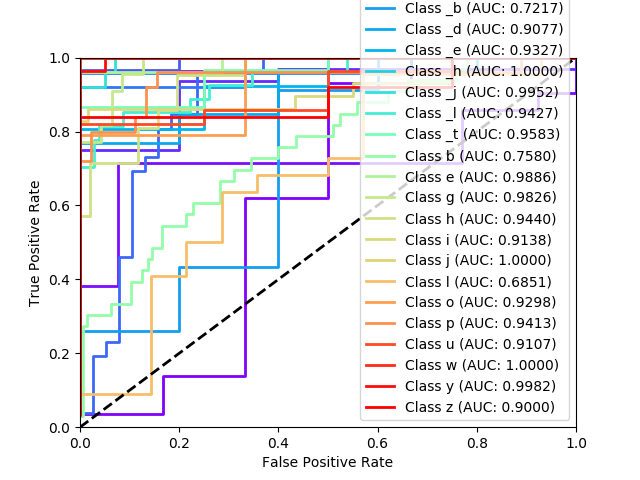 Class _b (AUC: 0.7217)
Class _d (AUC: 0.9077)
Class _e (AUC: 0.9327)
Class _h (AUC: 1.0000)
Class _j (AUC: 0.9952)
Class _l (AUC: 0.9427)
Class _t (AUC: 0.9583)
Class b (AUC: 0.7580)
Class e (AUC: 0.9886)
Class g (AUC: 0.9826)
Class h (AUC: 0.9440)
Class i (AUC: 0.9138)
Class j (AUC: 1.0000)
Class l (AUC: 0.6851)
Class o (AUC: 0.9298)
Class p (AUC: 0.9413)
Class u (AUC: 0.9107)
Class w (AUC: 1.0000)
Class y (AUC: 0.9982)
Class z (AUC: 0.9000)
True Positive Rate
1.0
0.8
0.6
0.4
0.2
0.0
0.0 0.2 0.4 0.6 0.8 1.0
False Positive Rate